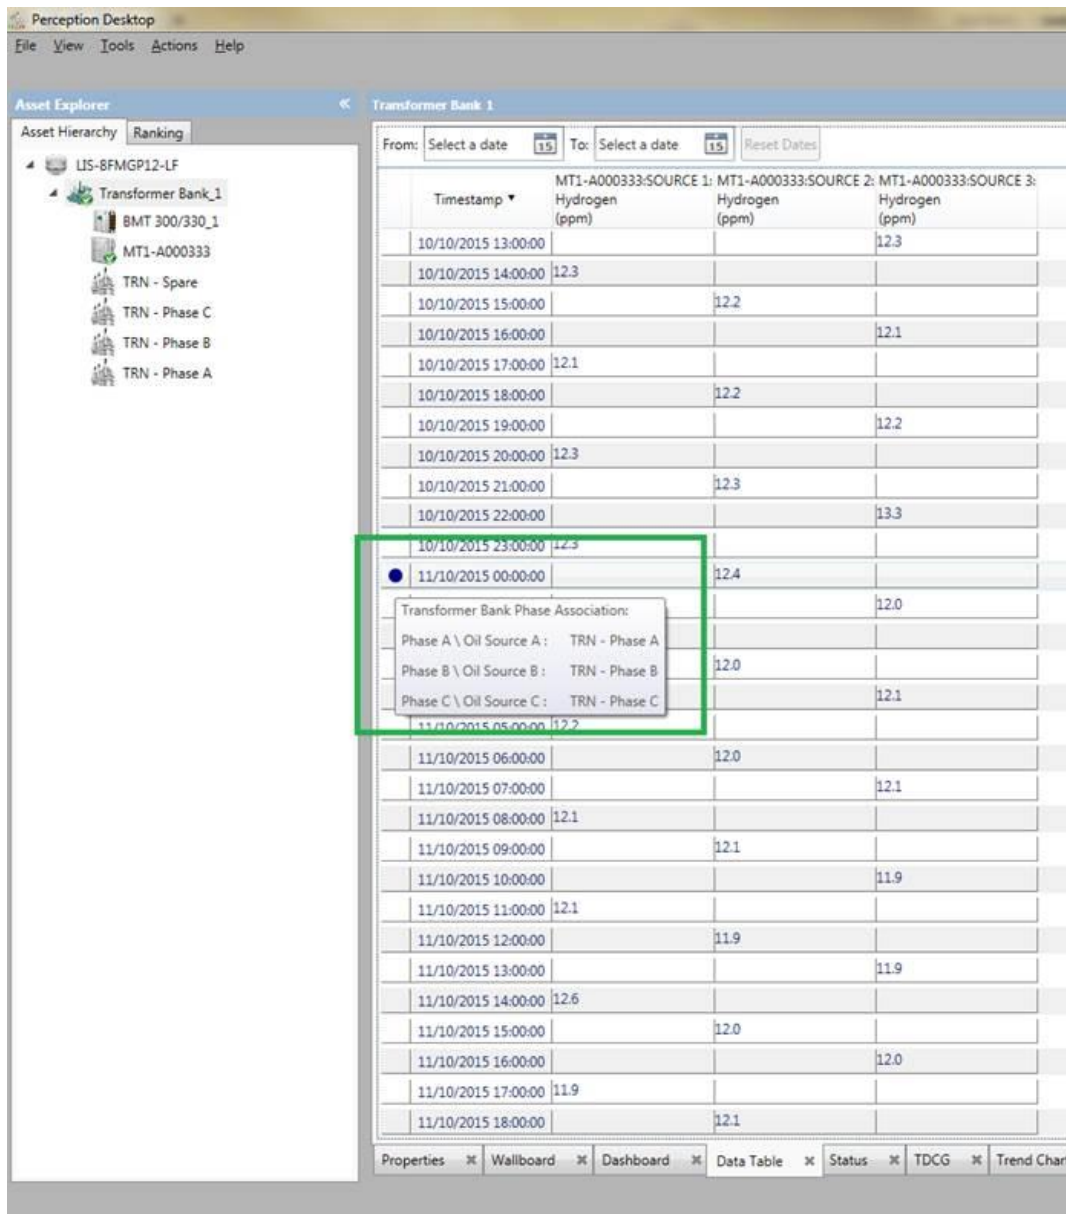 Perception Desktop
File View Tools Actions Help
Asset Explorer
Asset Hierarchy Ranking
LIS-8FMGP12-LF
Transformer Bank_1
BMT 300/330_1
MT1-A000333
TRN - Spare
TRN - Phase C
TRN - Phase B
TRN - Phase A
Transformer Bank 1
From: Select a date 15 To: Select a date 15 Reset Dates
Timestamp MT1-A000333:SOURCE 1: Hydrogen (ppm) MT1-A000333:SOURCE 2: Hydrogen (ppm) MT1-A000333:SOURCE 3: Hydrogen (ppm)
10/10/2015 13:00:00 12.3
10/10/2015 14:00:00 12.3
10/10/2015 15:00:00 12.2
10/10/2015 16:00:00 12.1
10/10/2015 17:00:00 12.1
10/10/2015 18:00:00 12.2
10/10/2015 19:00:00 12.2
10/10/2015 20:00:00 12.3
10/10/2015 21:00:00 12.3
10/10/2015 22:00:00 13.3
10/10/2015 23:00:00 12.3
11/10/2015 00:00:00 12.4
12.0
12.0
12.1
Transformer Bank Phase Association:
Phase A \ Oil Source A : TRN - Phase A
Phase B \ Oil Source B : TRN - Phase B
Phase C \ Oil Source C : TRN - Phase C
11/10/2015 05:00:00 12.2
11/10/2015 06:00:00 12.0
11/10/2015 07:00:00 12.1
11/10/2015 08:00:00 12.1
11/10/2015 09:00:00 12.1
11/10/2015 10:00:00 11.9
11/10/2015 11:00:00 12.1
11/10/2015 12:00:00 11.9
11/10/2015 13:00:00 11.9
11/10/2015 14:00:00 12.6
11/10/2015 15:00:00 12.0
11/10/2015 16:00:00 12.0
11/10/2015 17:00:00 11.9
11/10/2015 18:00:00 12.1
Properties Wallboard Dashboard Data Table Status TDCG Trend Char